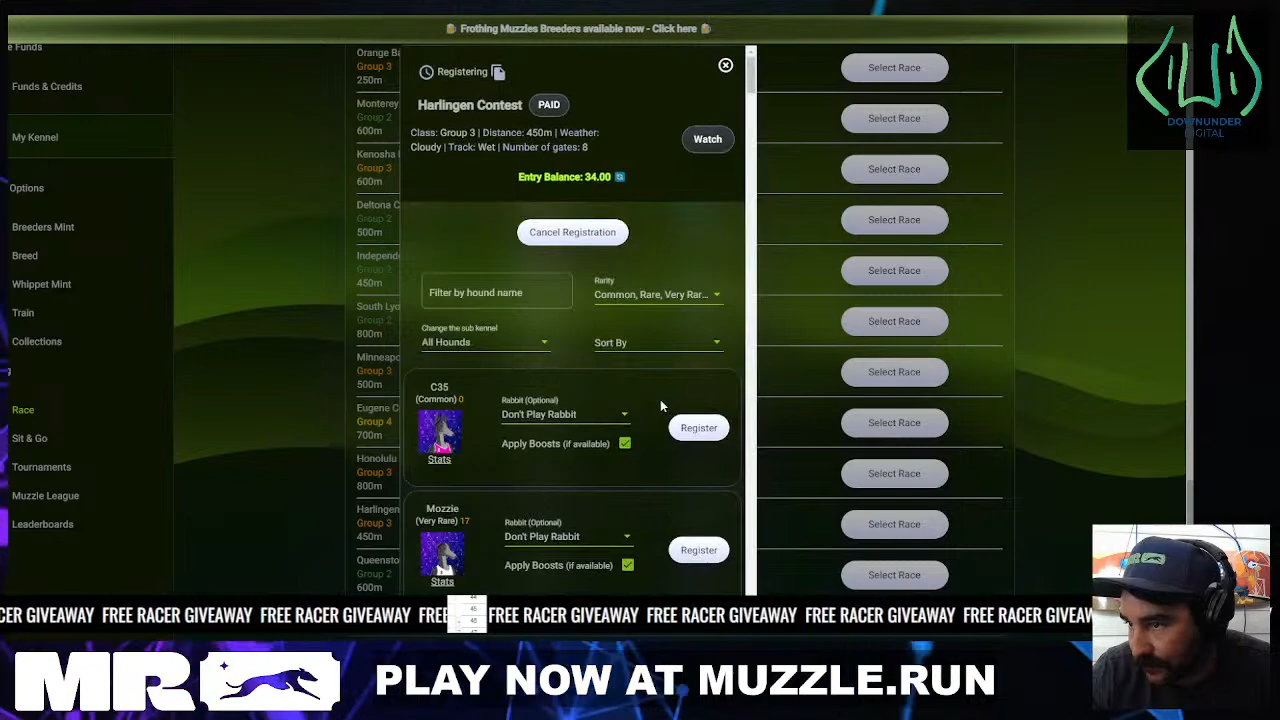 Frothing Muzzles Breeders available now - Click here
e Funds
Funds & Credits
My Kennel
Options
Breeders Mint
Breed
Whippet Mint
Train
Collections
Race
Sit & Go
Tournaments
Muzzle League
Leaderboards
Orange Ba
Group 3
250m
Select Race
Monterey
Group 2
600m
Select Race
Kenosha
Group 3
600m
Select Race
Deltona C
Group 2
500m
Select Race
Independe
Group 2
450m
Select Race
South Lyo
Group 2
800m
Select Race
Minneap
Group 3
500m
Select Race
Eugene C
Group 4
700m
Select Race
Honolulu
Group 3
800m
Select Race
Harlingen
Group 3
450m
Select Race
Queensto
Group 2
600m
Select Race
Registering
Harlingen Contest PAID
Class: Group 3 | Distance: 450m | Weather:
Cloudy | Track: Wet | Number of gates: 8
Watch
Entry Balance: 34.00
Cancel Registration
Filter by hound name
Rarity
Common, Rare, Very Rar...
Change the sub kennel
All Hounds
Sort By
C35
(Common) 0
Stats
Rabbit (Optional)
Don't Play Rabbit
Apply Boosts (if available)
Register
Mozzie
(Very Rare) 17
Stats
Rabbit (Optional)
Don't Play Rabbit
Apply Boosts (if available)
Register
DOWNUNDER
DIGITAL
CER GIVEAWAY FREE RACER GIVEAWAY FREE RACER GIVEAWAY FREE FREE RACER GIVEAWAY FREE RACER GIVEAWAY FREE RACER GIVEAWA
MR PLAY NOW AT MUZZLE.RUN